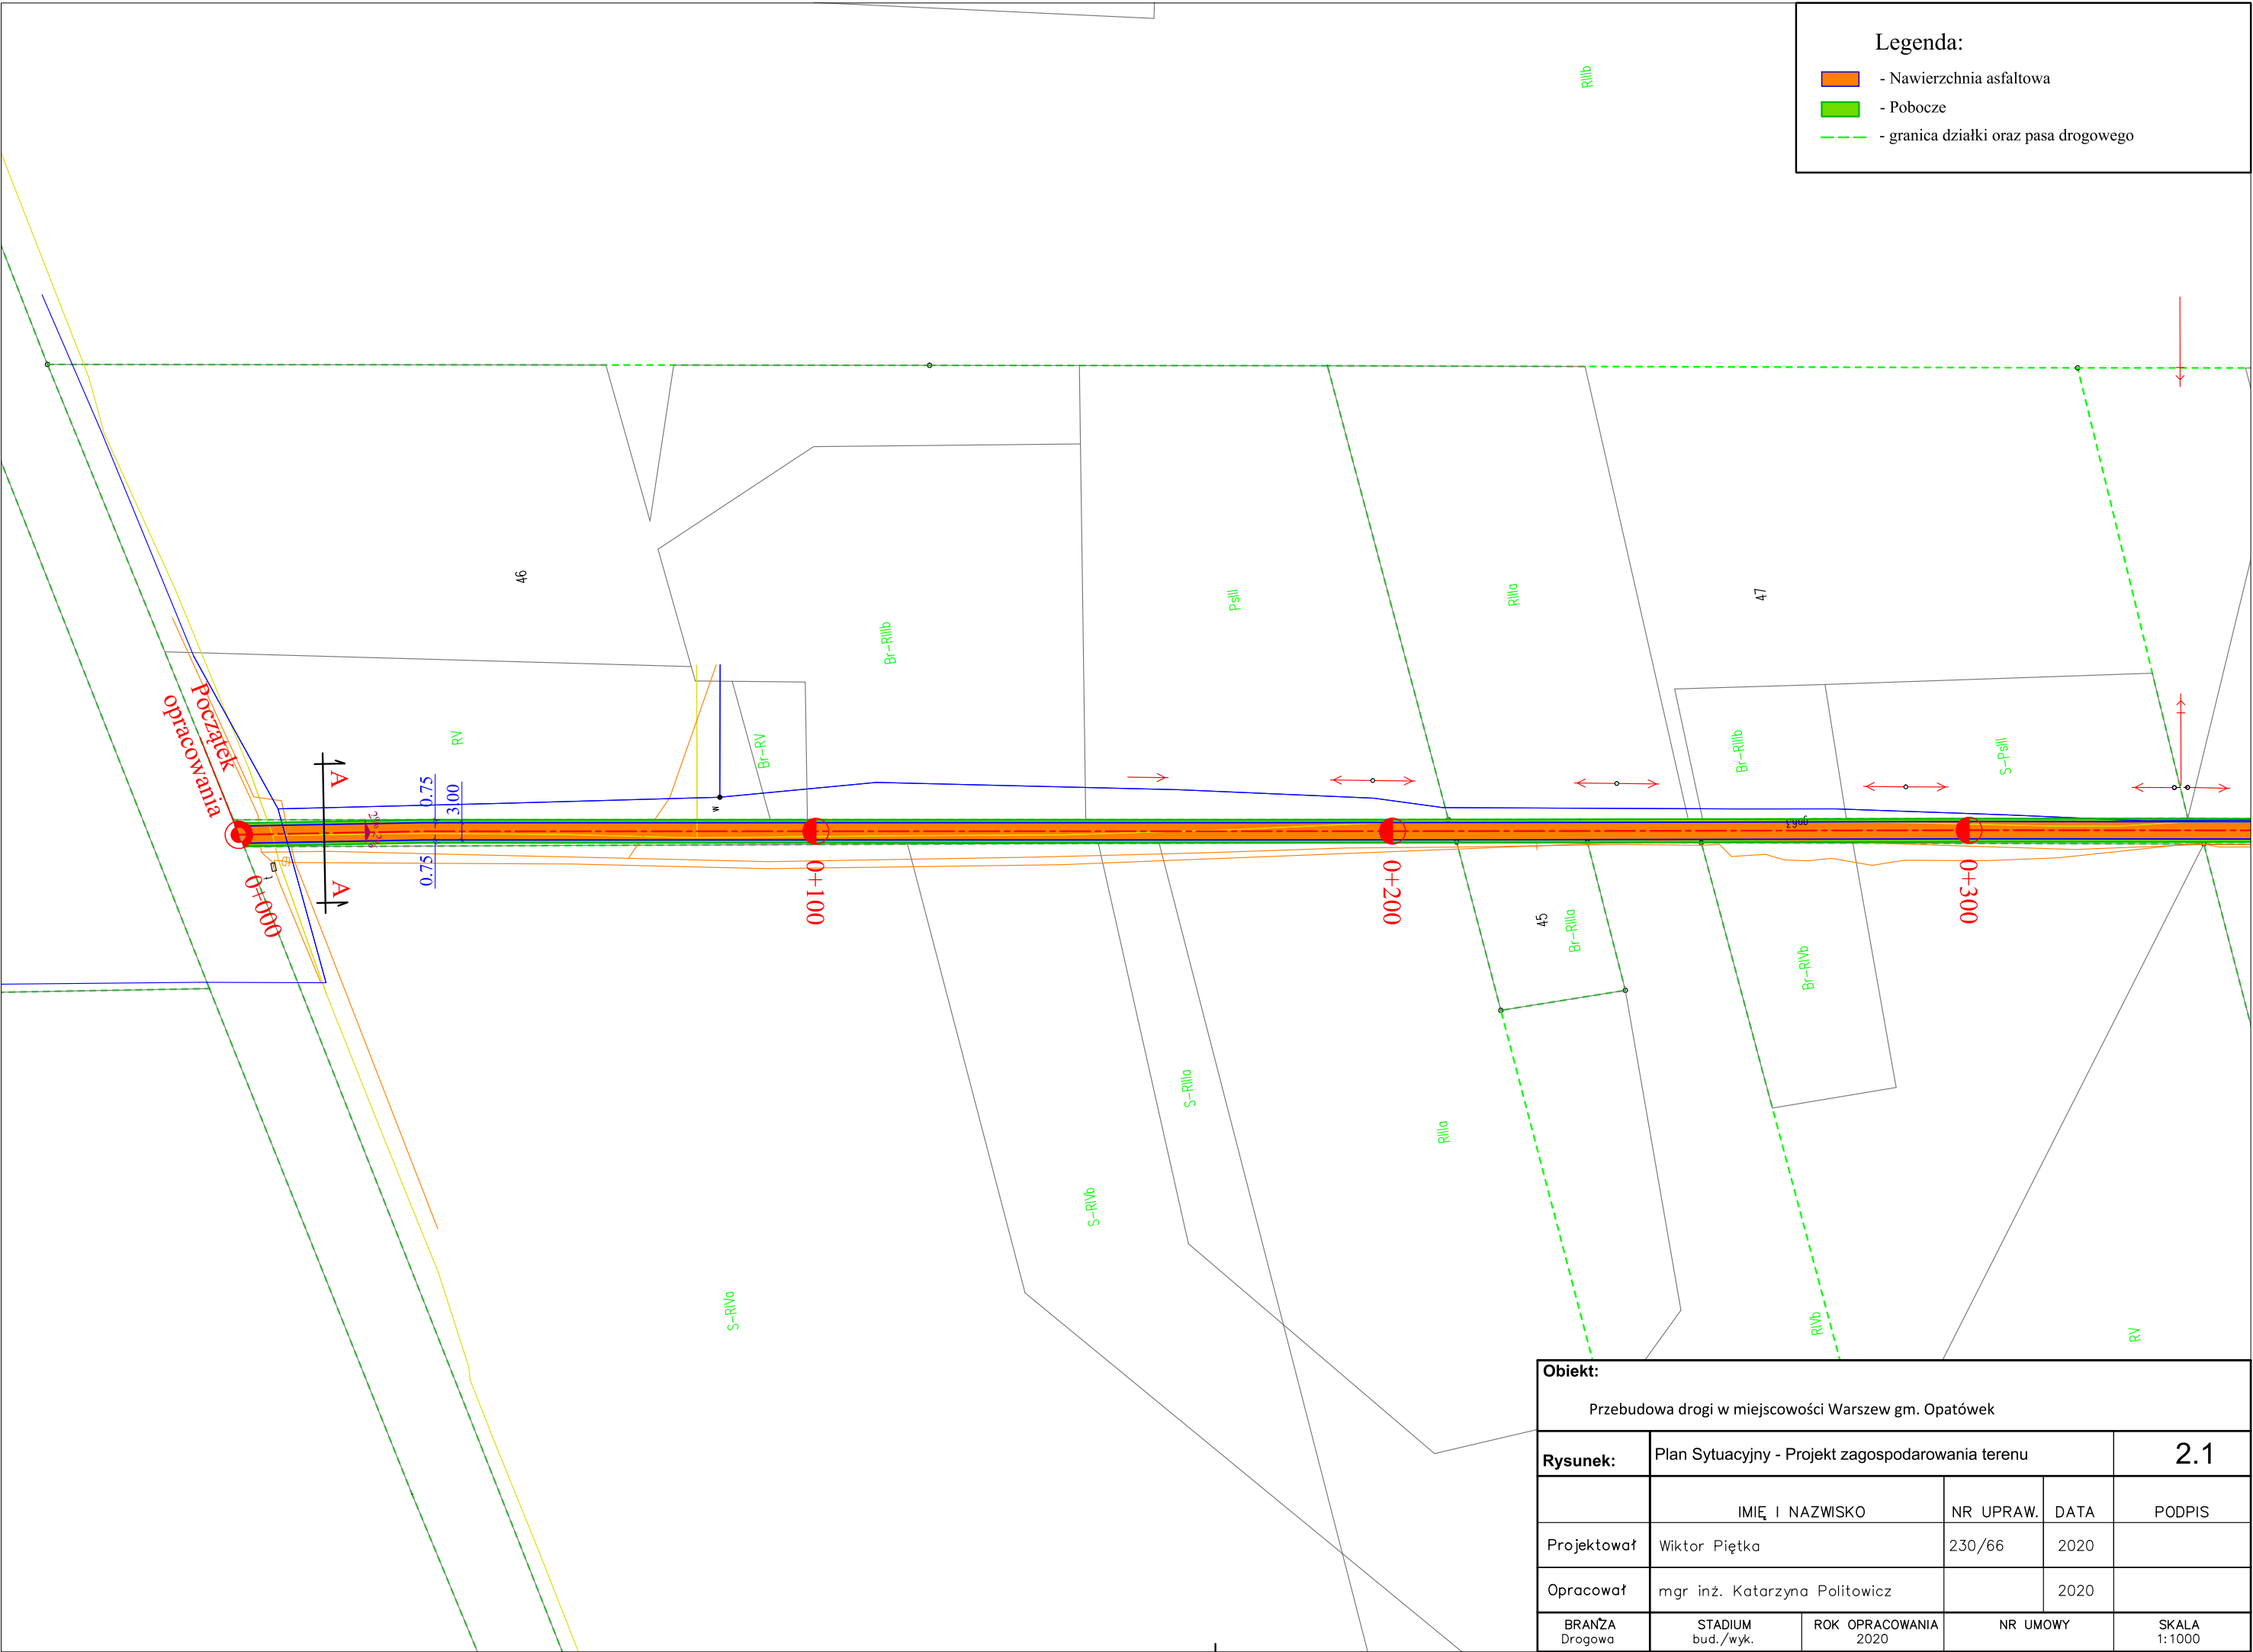 Legenda:
- Nawierzchnia asfaltowa
- Pobocze
- granica działki oraz pasa drogowego
RIIIb
46
Br-RIIIb
PsIII
RIIIa
47
Początek
opracowania
RV
Br-RV
Br-RIIIb
S-PsIII
A
A
0.75
3.00
0.75
2%
2%
w
t
0+000
0+100
0+200
0+300
45
Br-RIIIa
Br-RIVb
S-RIIIa
RIIIa
S-RIVb
S-RIVa
RIVb
RV
Obiekt:
Przebudowa drogi w miejscowości Warszew gm. Opatówek
Rysunek:
Plan Sytuacyjny - Projekt zagospodarowania terenu
2.1
IMIĘ I NAZWISKO NR UPRAW. DATA PODPIS
Projektował Wiktor Piętka 230/66 2020
Opracował mgr inż. Katarzyna Politowicz 2020
BRANŻA STADIUM ROK OPRACOWANIA NR UMOWY SKALA
Drogowa bud./wyk. 2020 1:1000